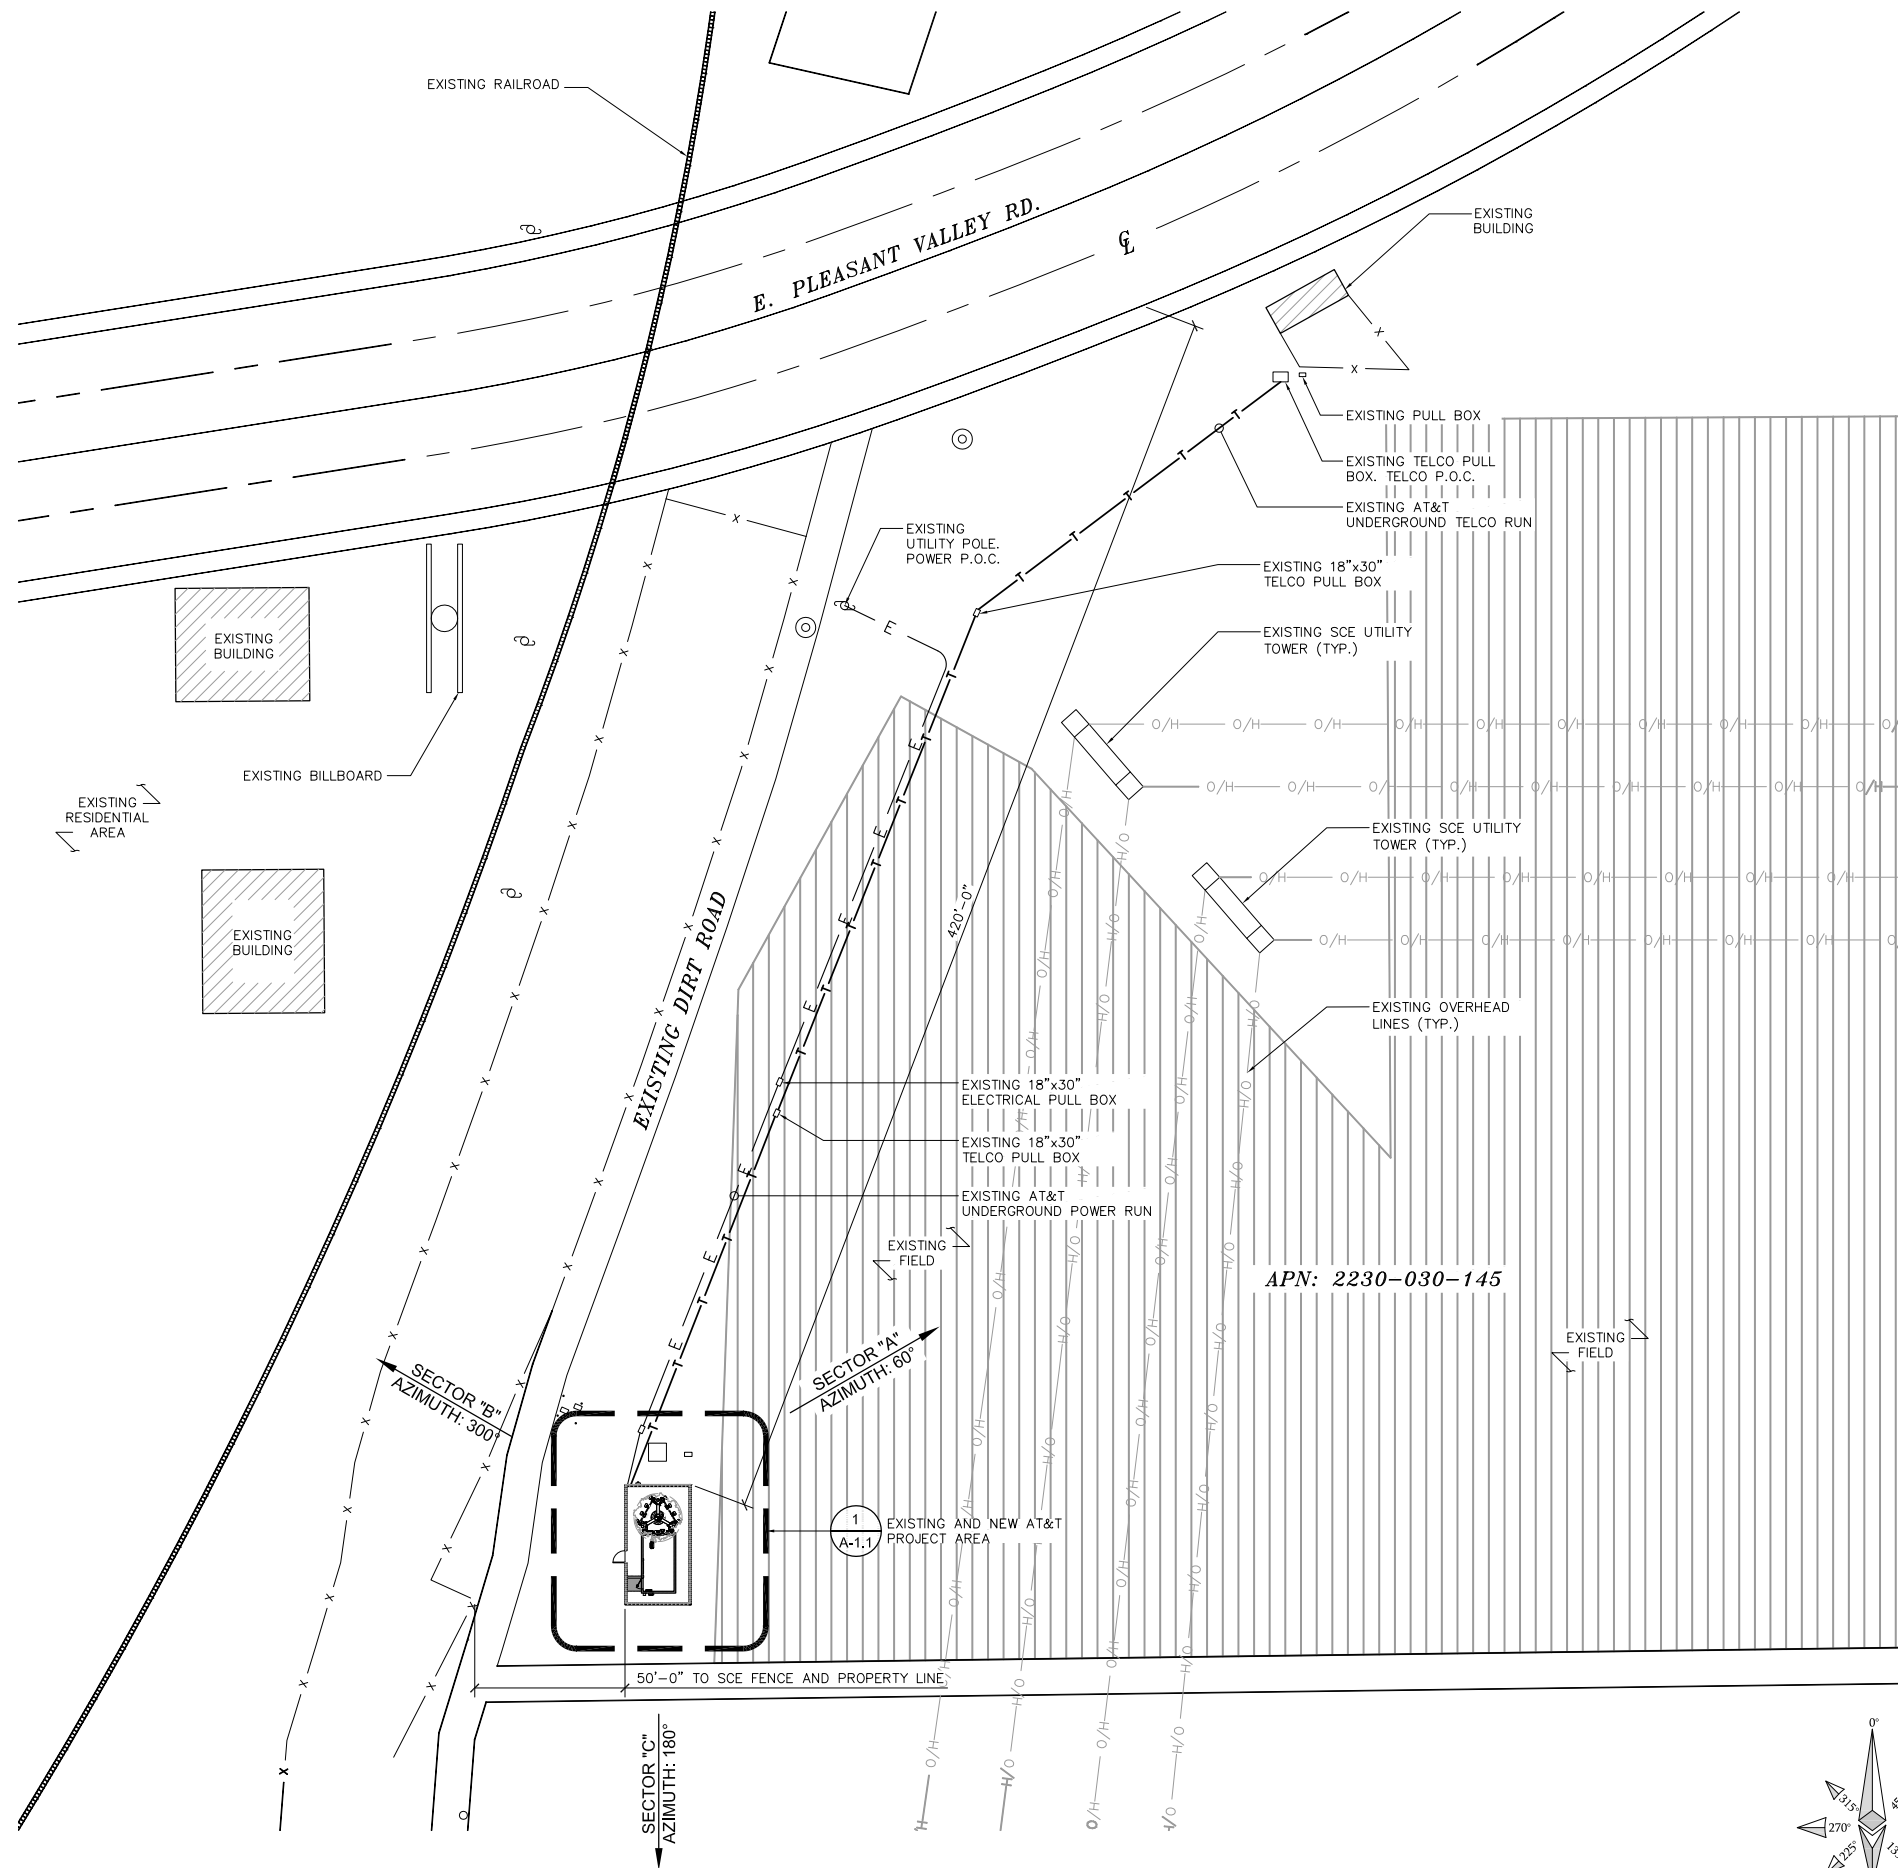 EXISTING RAILROAD
E. PLEASANT VALLEY RD.
EXISTING
BUILDING
EXISTING PULL BOX
EXISTING TELCO PULL
BOX. TELCO P.O.C.
EXISTING AT&T
UNDERGROUND TELCO RUN
EXISTING
UTILITY POLE.
POWER P.O.C.
EXISTING 18"x30"
TELCO PULL BOX
EXISTING SCE UTILITY
TOWER (TYP.)
EXISTING
BUILDING
EXISTING BILLBOARD
EXISTING
RESIDENTIAL
AREA
EXISTING SCE UTILITY
TOWER (TYP.)
EXISTING
BUILDING
420'-0"
EXISTING DIRT ROAD
EXISTING OVERHEAD
LINES (TYP.)
EXISTING 18"x30"
ELECTRICAL PULL BOX
EXISTING 18"x30"
TELCO PULL BOX
EXISTING AT&T
UNDERGROUND POWER RUN
EXISTING
FIELD
APN: 2230-030-145
EXISTING
FIELD
SECTOR "A"
AZIMUTH: 60°
SECTOR "B"
AZIMUTH: 300°
1
A-1.1
EXISTING AND NEW AT&T
PROJECT AREA
50'-0" TO SCE FENCE AND PROPERTY LINE
SECTOR "C"
AZIMUTH: 180°
0°
315°
270°
225°